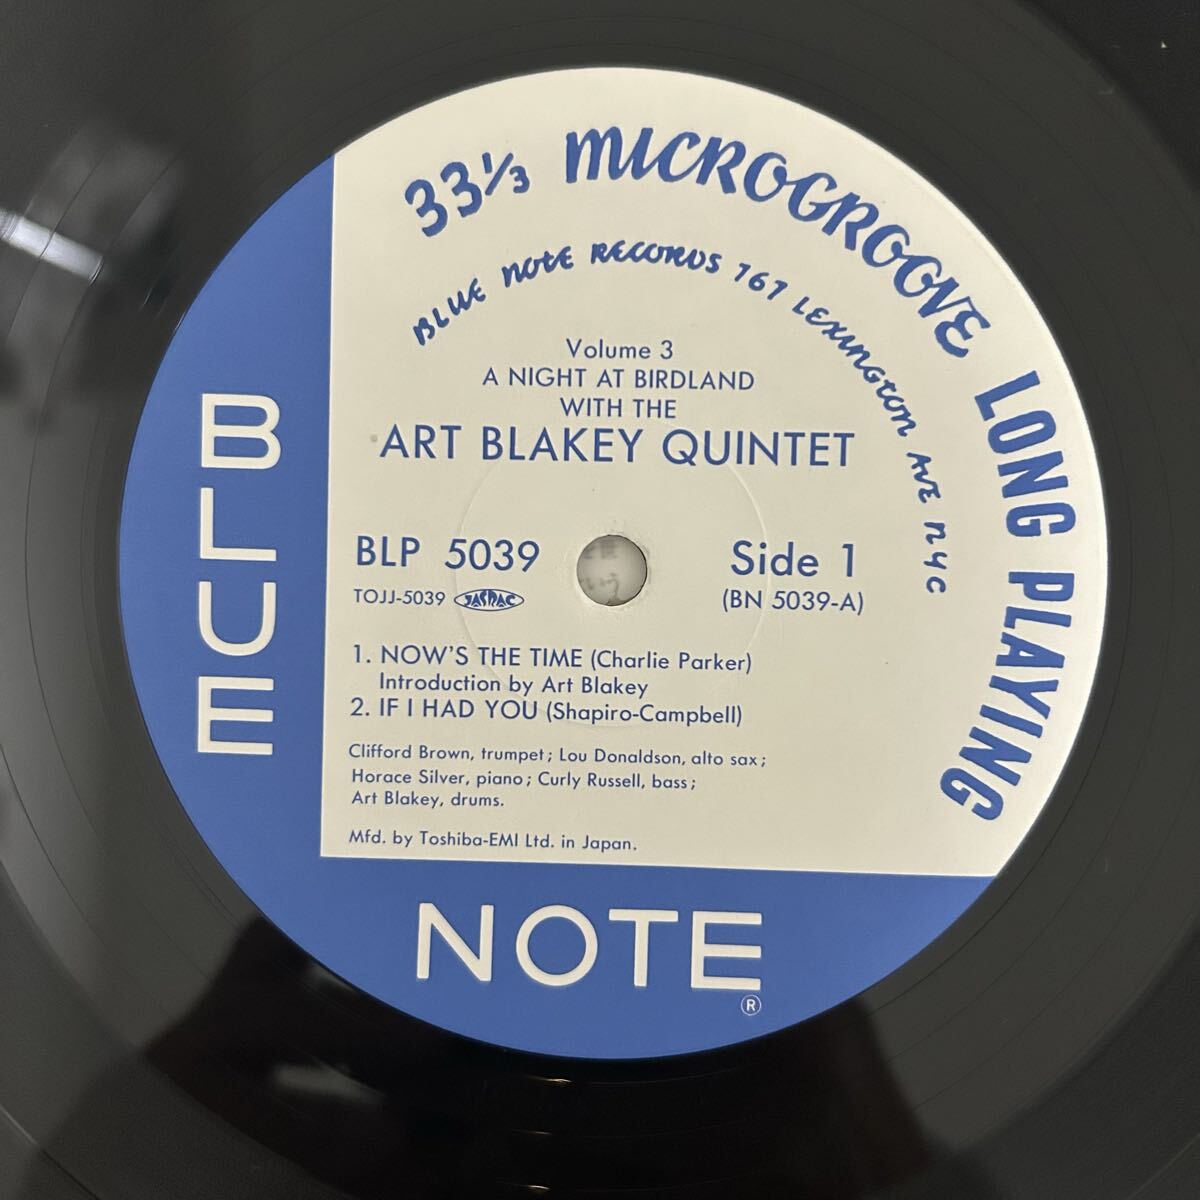 33⅓ MICROGROOVE LONG PLAYING
BLUE NOTE RECORDS 767 LEXINGTON AVE NYC
Volume 3
A NIGHT AT BIRDLAND
WITH THE
ART BLAKEY QUINTET
BLP 5039
Side 1
TOJJ-5039 JASRAC
(BN 5039-A)
1. NOW'S THE TIME (Charlie Parker)
Introduction by Art Blakey
2. IF I HAD YOU (Shapiro-Campbell)
Clifford Brown, trumpet; Lou Donaldson, alto sax;
Horace Silver, piano; Curly Russell, bass;
Art Blakey, drums.
Mfd. by Toshiba-EMI Ltd. in Japan.
BLUE
NOTE
®